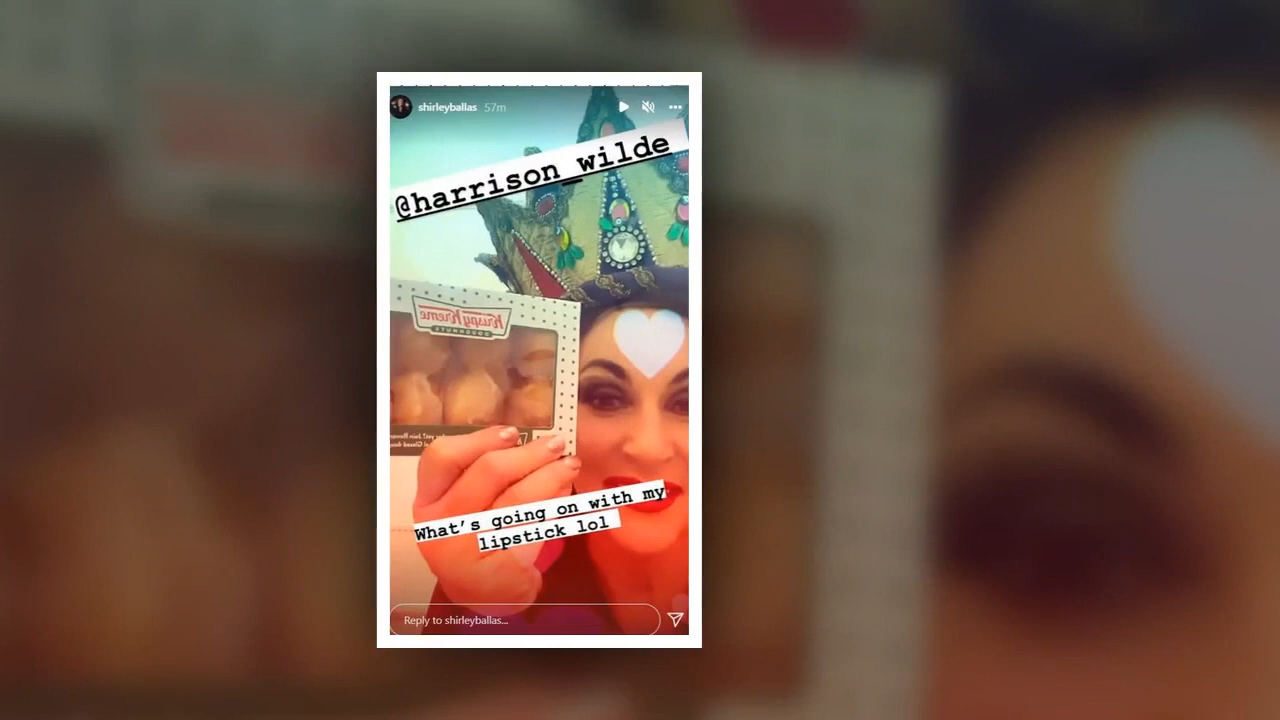 shirleyballas 57m
@harrison_wilde
Krispy Kreme
DOUGHNUTS
What's going on with my
lipstick lol
Reply to shirleyballas...